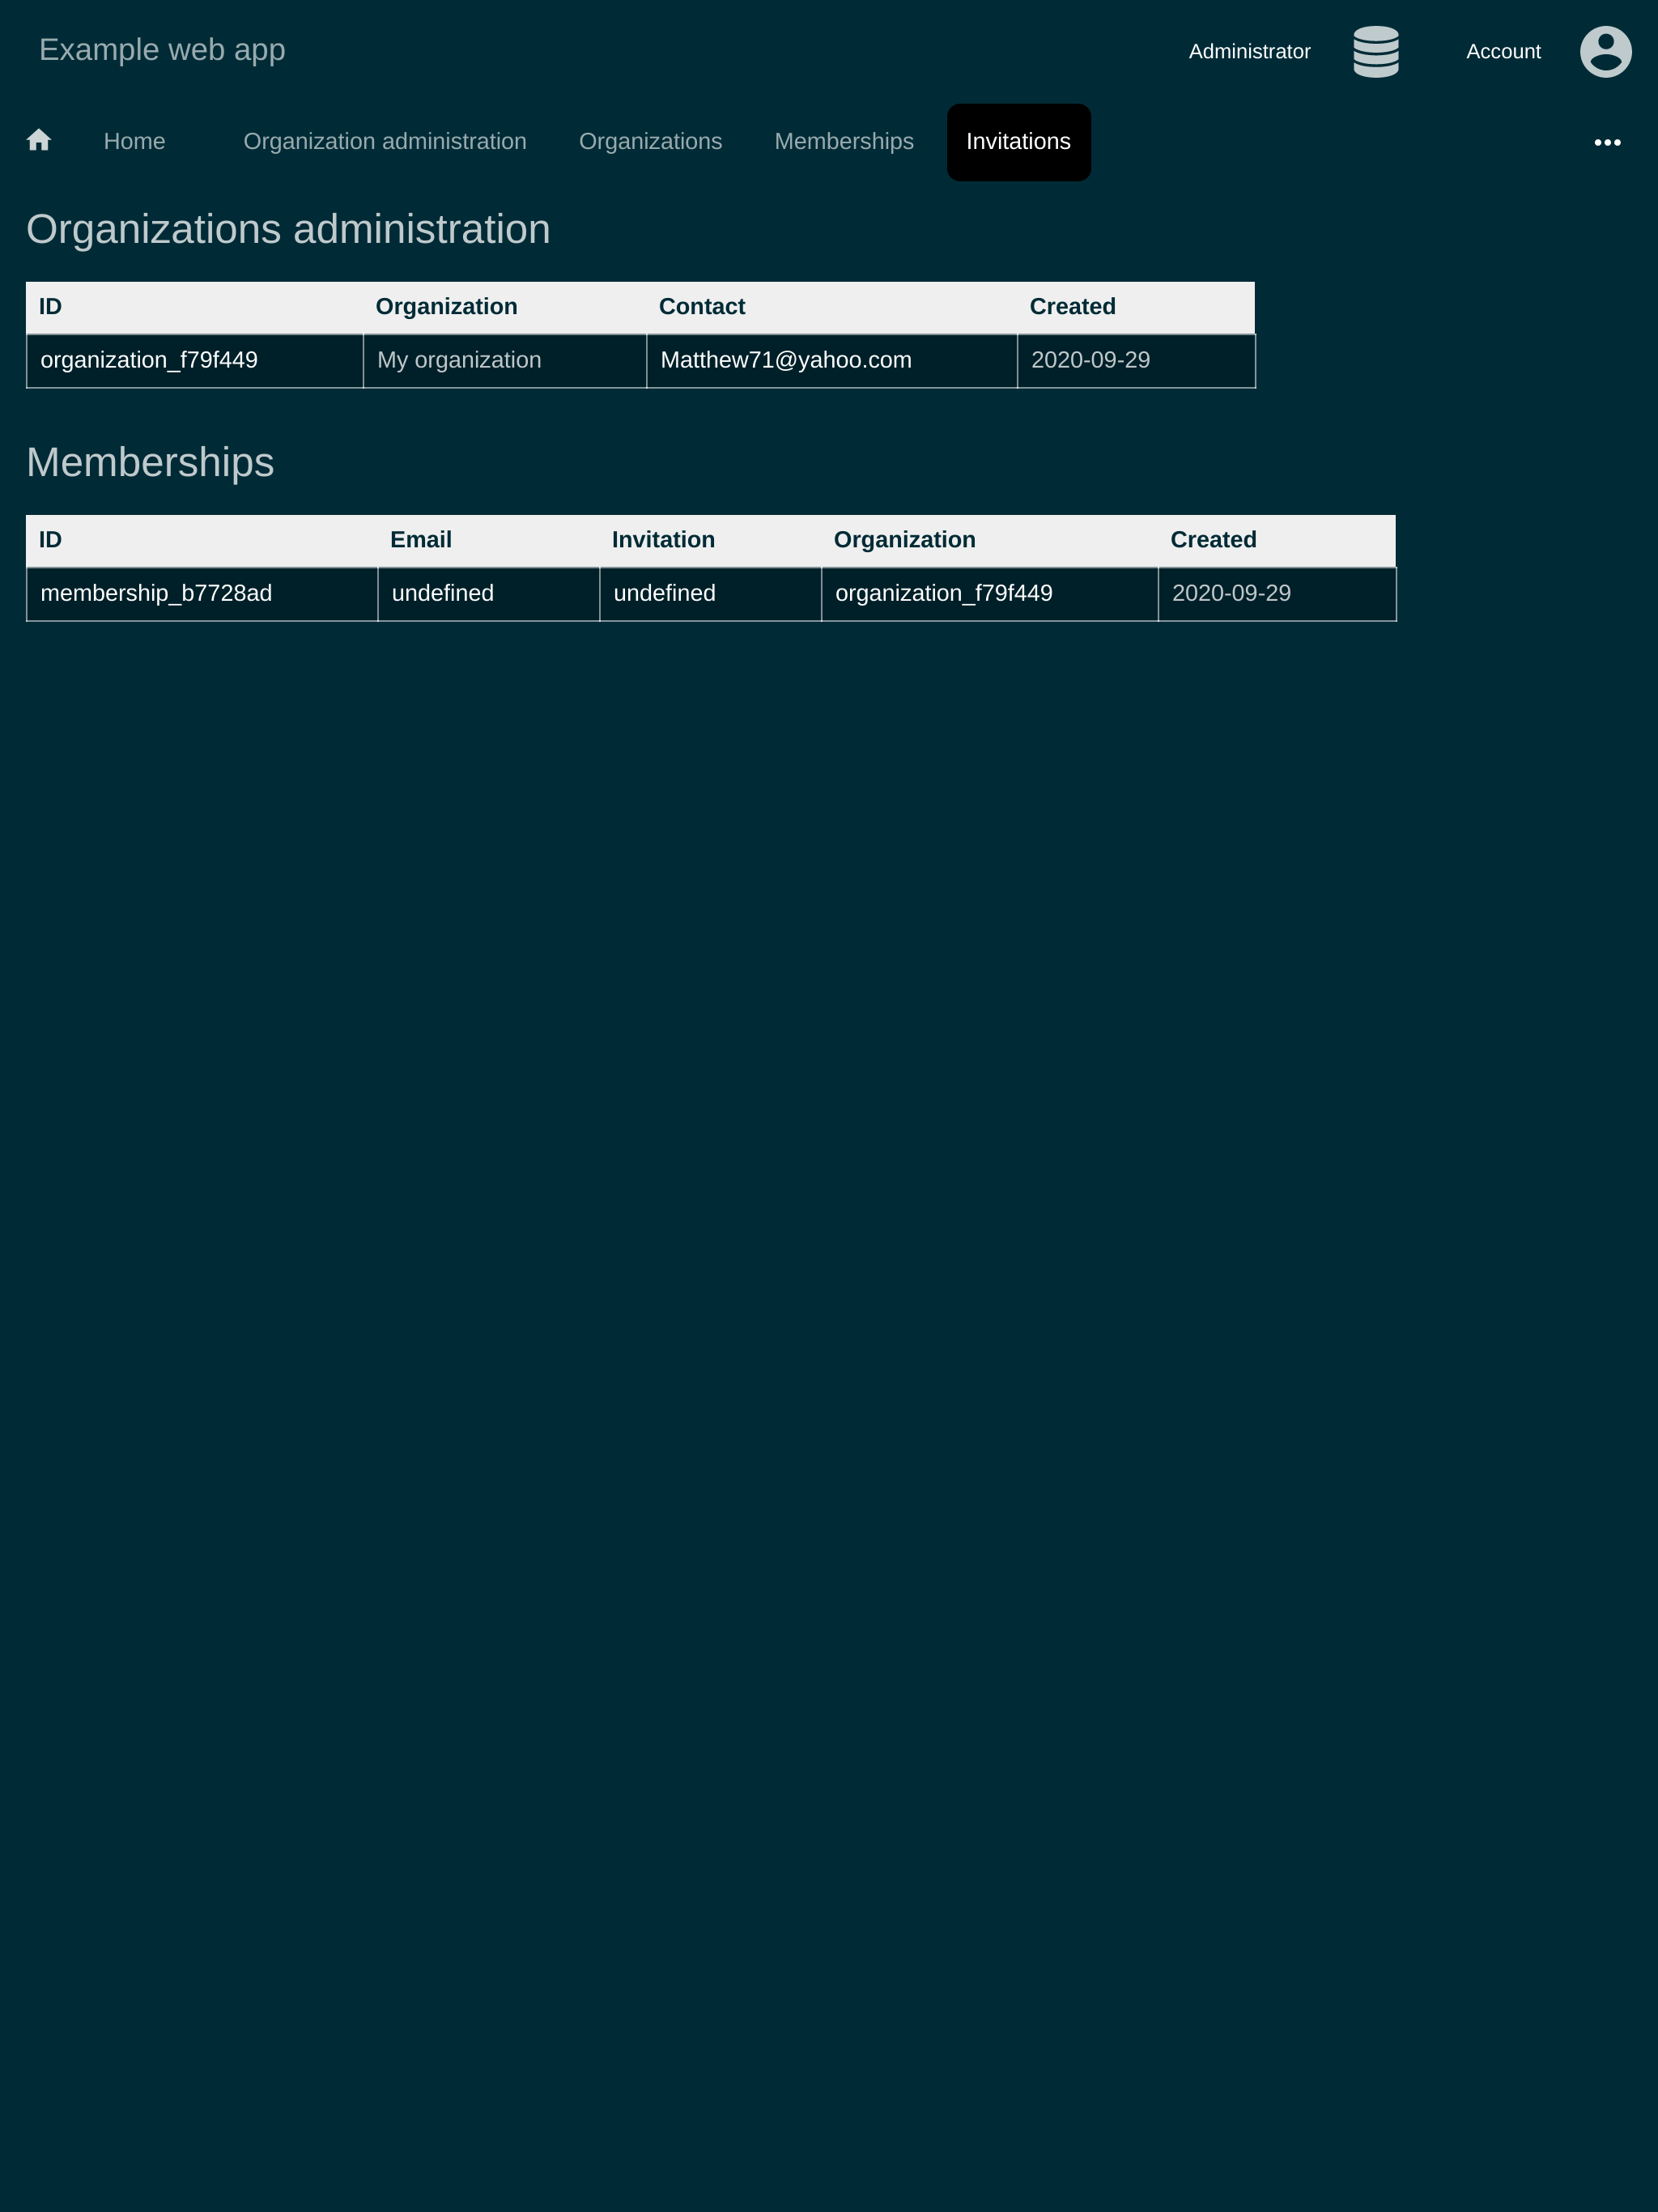 Example web app
Administrator
Account
Home
Organization administration
Organizations
Memberships
Invitations
Organizations administration
ID Organization Contact Created
organization_f79f449 My organization Matthew71@yahoo.com 2020-09-29
Memberships
ID Email Invitation Organization Created
membership_b7728ad undefined undefined organization_f79f449 2020-09-29